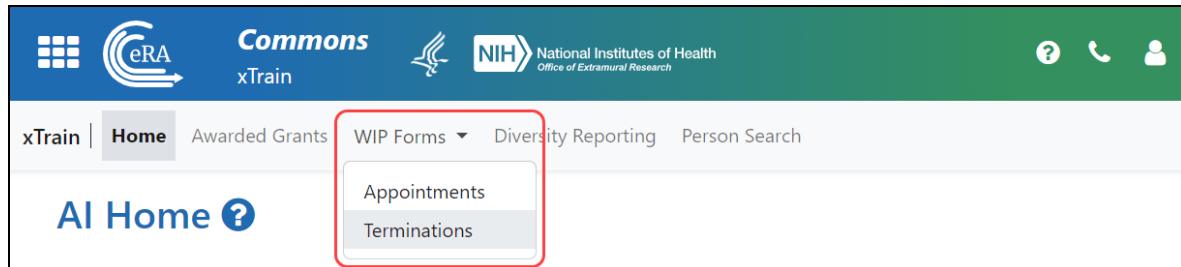 eRA
Commons
xTrain
NIH
National Institutes of Health
Office of Extramural Research
?
xTrain | Home Awarded Grants WIP Forms Diversity Reporting Person Search
Appointments
Terminations
AI Home ?